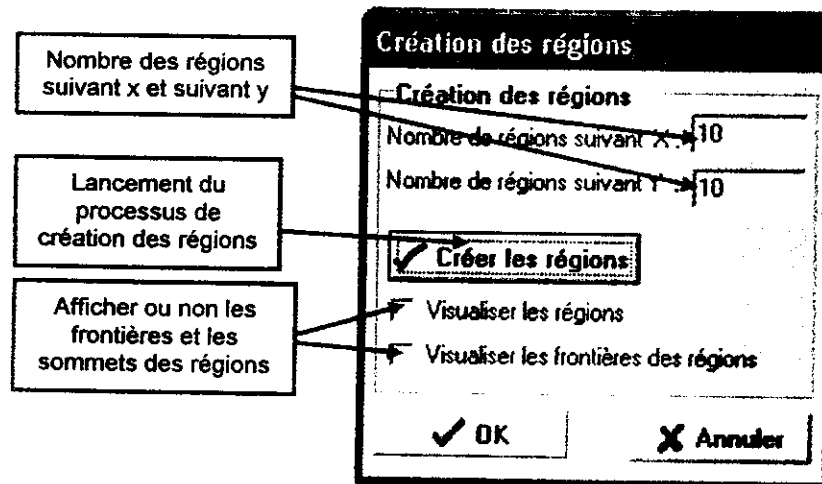 Nombre des régions
suivant x et suivant y
Lancement du
processus de
création des régions
Afficher ou non les
frontières et les
sommets des régions
Création des régions
Création des régions
Nombre de régions suivant X : 10
Nombre de régions suivant Y : 10
Créer les régions
Visualiser les régions
Visualiser les frontières des régions
OK
Annuler